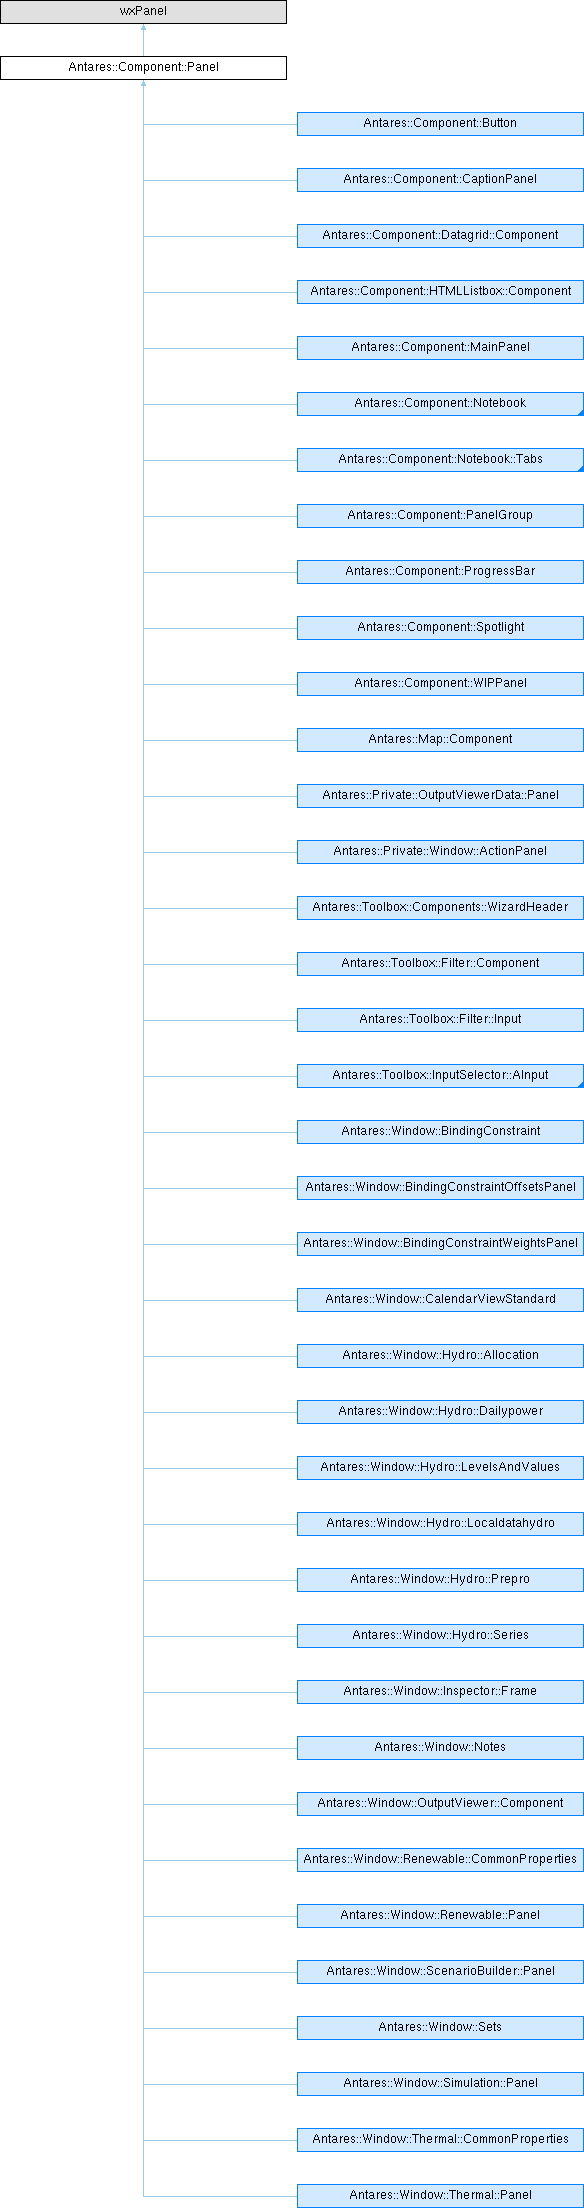 wxPanel
Antares::Component::Panel
Antares::Component::Button
Antares::Component::CaptionPanel
Antares::Component::Datagrid::Component
Antares::Component::HTMLListbox::Component
Antares::Component::MainPanel
Antares::Component::Notebook
Antares::Component::Notebook::Tabs
Antares::Component::PanelGroup
Antares::Component::ProgressBar
Antares::Component::Spotlight
Antares::Component::WIPPanel
Antares::Map::Component
Antares::Private::OutputViewerData::Panel
Antares::Private::Window::ActionPanel
Antares::Toolbox::Components::WizardHeader
Antares::Toolbox::Filter::Component
Antares::Toolbox::Filter::Input
Antares::Toolbox::InputSelector::AInput
Antares::Window::BindingConstraint
Antares::Window::BindingConstraintOffsetsPanel
Antares::Window::BindingConstraintWeightsPanel
Antares::Window::CalendarViewStandard
Antares::Window::Hydro::Allocation
Antares::Window::Hydro::Dailypower
Antares::Window::Hydro::LevelsAndValues
Antares::Window::Hydro::Localdatahydro
Antares::Window::Hydro::Prepro
Antares::Window::Hydro::Series
Antares::Window::Inspector::Frame
Antares::Window::Notes
Antares::Window::OutputViewer::Component
Antares::Window::Renewable::CommonProperties
Antares::Window::Renewable::Panel
Antares::Window::ScenarioBuilder::Panel
Antares::Window::Sets
Antares::Window::Simulation::Panel
Antares::Window::Thermal::CommonProperties
Antares::Window::Thermal::Panel